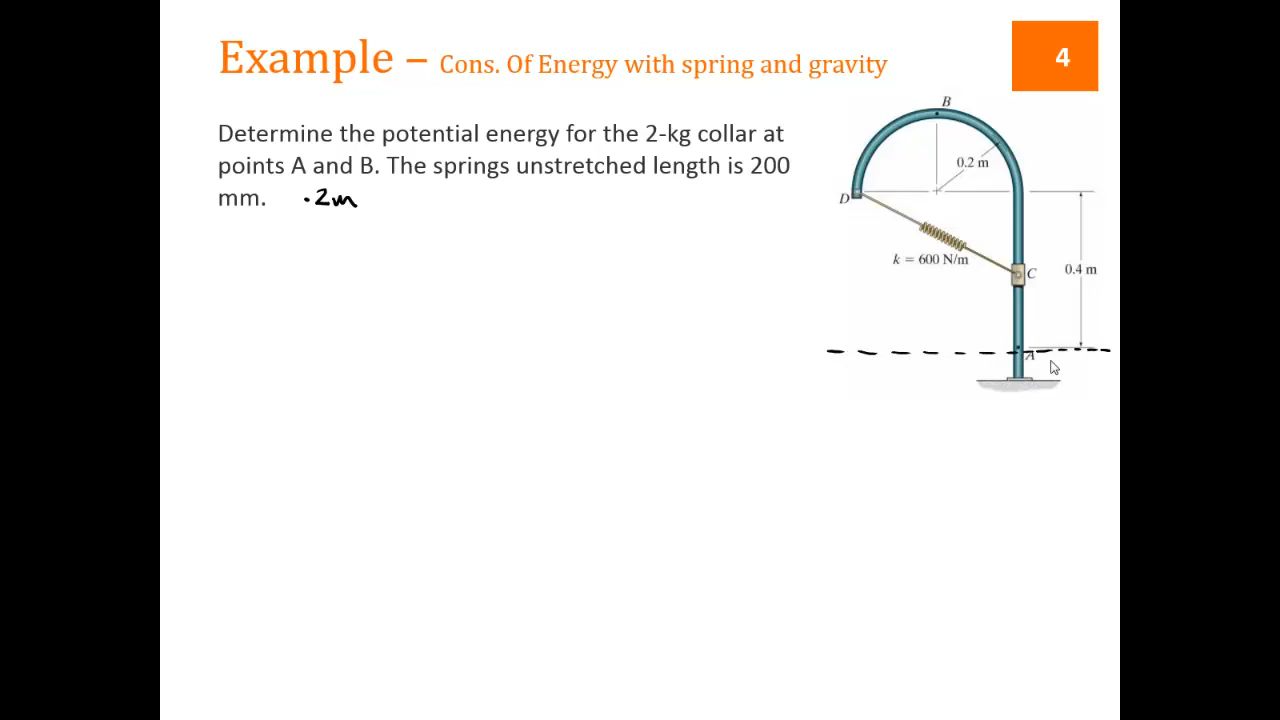 Example – Cons. Of Energy with spring and gravity
4
Determine the potential energy for the 2-kg collar at
points A and B. The springs unstretched length is 200
mm. .2m
B
0.2 m
D
k = 600 N/m
C
0.4 m
A